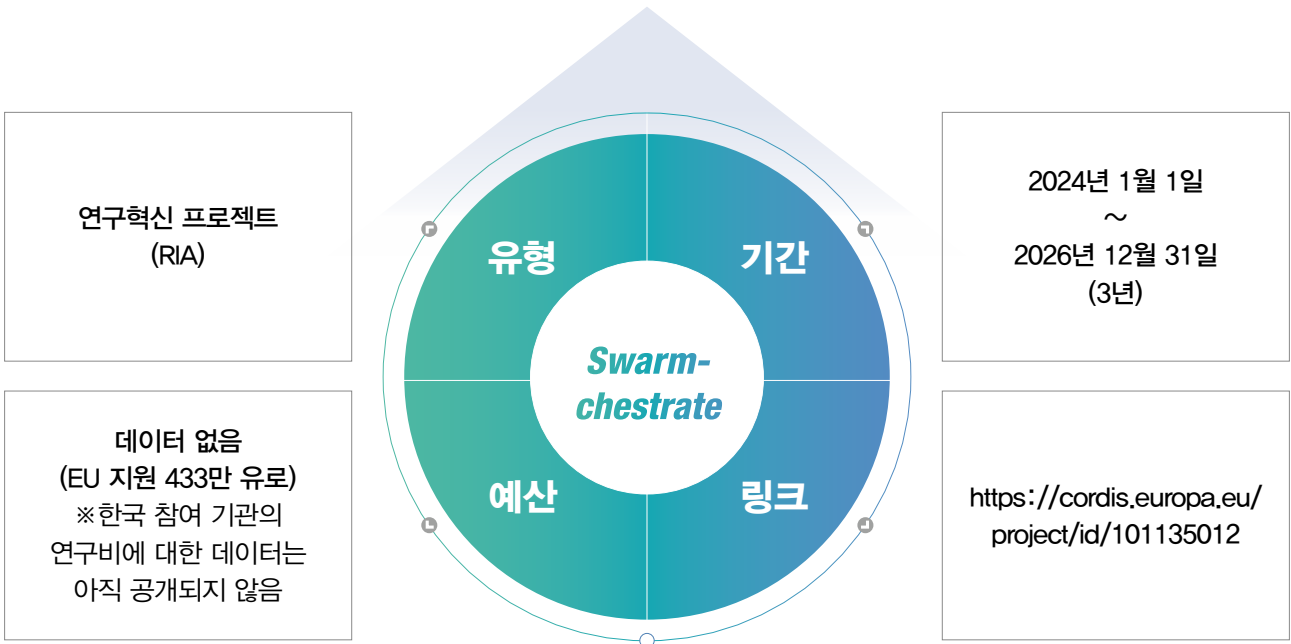 연구혁신 프로젝트
(RIA)
유형
기간
2024년 1월 1일
~
2026년 12월 31일
(3년)
Swarm-
chestrate
데이터 없음
(EU 지원 433만 유로)
※한국 참여 기관의
연구비에 대한 데이터는
아직 공개되지 않음
예산
링크
https://cordis.europa.eu/
project/id/101135012